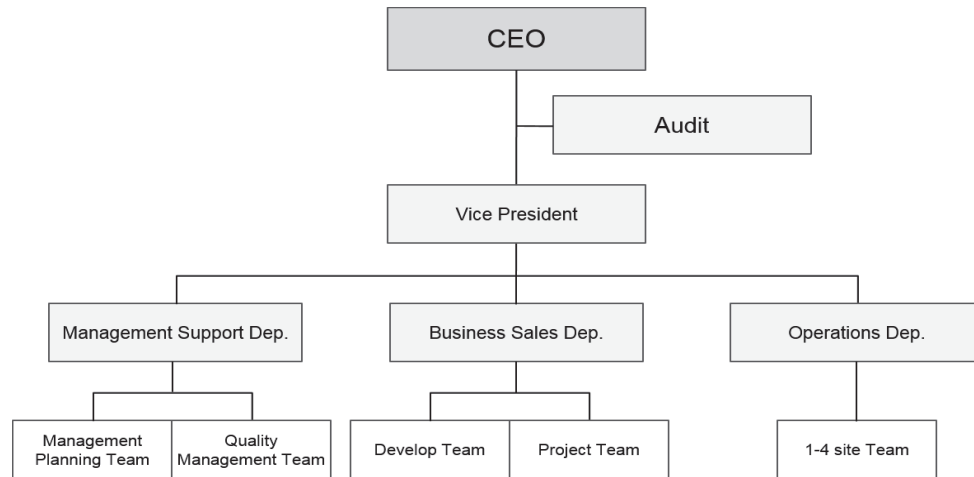 CEO
Audit
Vice President
Management Support Dep.
Business Sales Dep.
Operations Dep.
Management
Planning Team
Quality
Management Team
Develop Team
Project Team
1-4 site Team